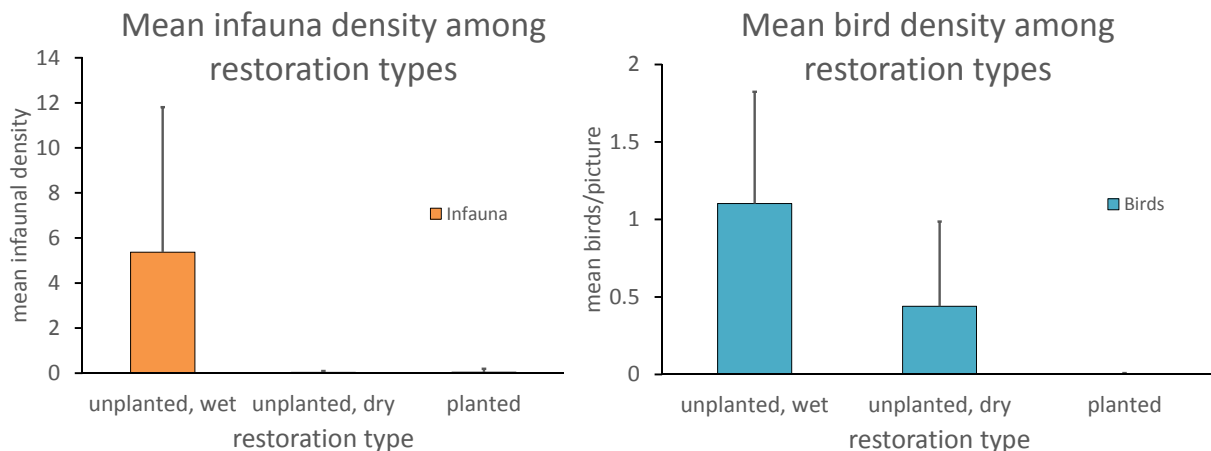 Mean infauna density among
restoration types
14
12
10
8
6
4
2
0
mean infaunal density
Infauna
unplanted, wet
unplanted, dry
planted
restoration type
Mean bird density among
restoration types
2
1.5
1
0.5
0
mean birds/picture
Birds
unplanted, wet
unplanted, dry
planted
restoration type